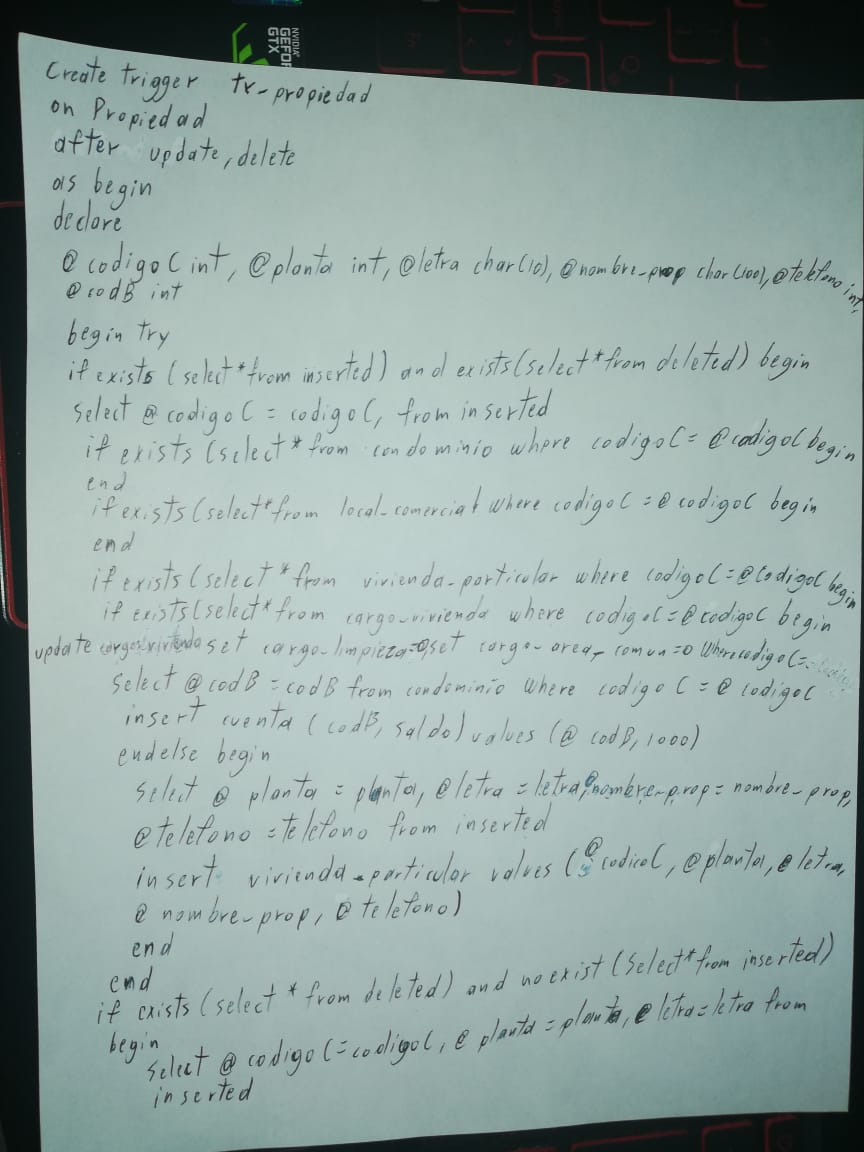 NVIDIA
GEFOR
GTX
Create trigger tr-propiedad
on Propiedad
after update, delete
as begin
declare
@codigoC int, @planta int, @letra char(10), @nombre-prop char(100), @telefono int,
@codB int
begin try
if exists (select * from inserted) and exists (select * from deleted) begin
Select @codigoC = codigoC, from inserted
if exists (select * from condominio where codigoC = @codigoC begin
end
if exists (select * from local-comercial where codigoC = @codigoC begin
end
if exists (select * from vivienda-particular where codigoC = @codigoC begin
if exists (select * from cargo-vivienda where codigoC = @codigoC begin
update cargo-vivienda set cargo-limpieza=0 set cargo-area-comun=0 Where codigoC=
Select @codB = codB from condominio where codigoC = @codigoC
insert cuenta (codB, saldo) values (@codB, 1000)
end else begin
Select @planta = planta, @letra = letra, @nombre-prop = nombre-prop,
@telefono = telefono from inserted
insert vivienda-particular values (@codicoC, @planta, @letra,
@nombre-prop, @telefono)
end
end
if exists (select * from deleted) and no exist (Select * from inserted)
begin
Select @codigoC = codigoC, @planta = planta, @letra = letra from
inserted